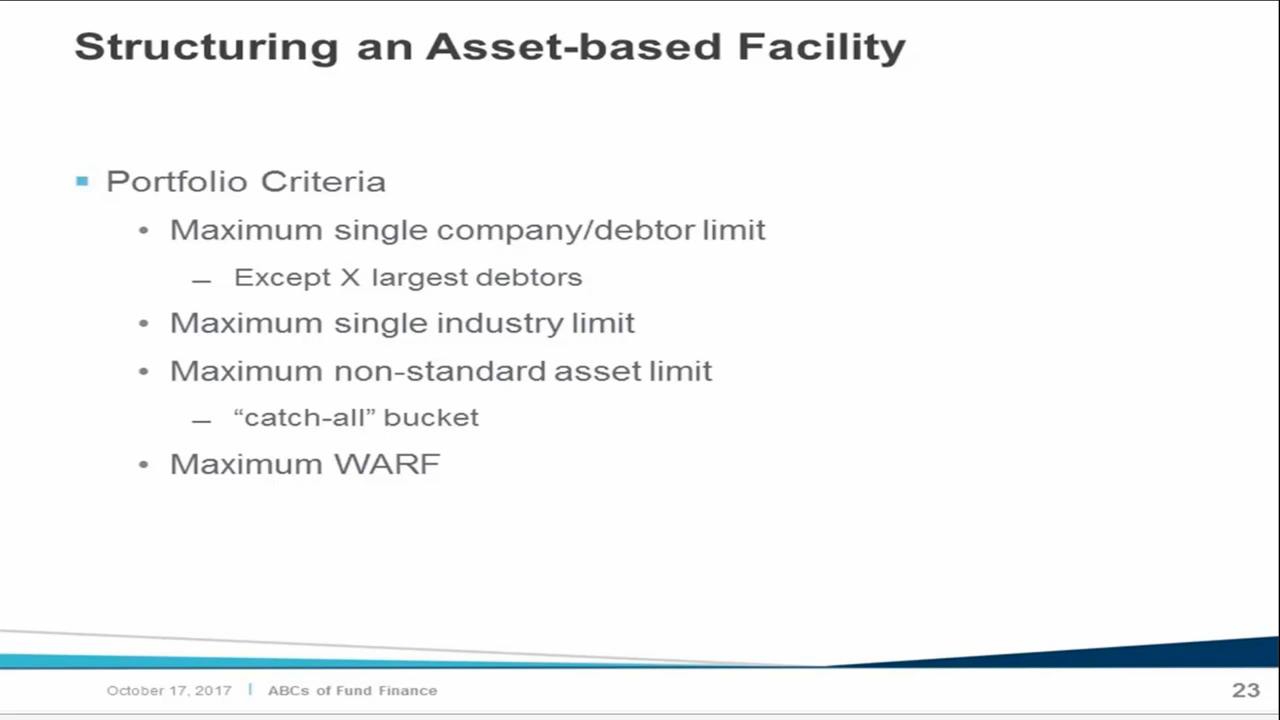 Structuring an Asset-based Facility
Portfolio Criteria
• Maximum single company/debtor limit
– Except X largest debtors
• Maximum single industry limit
• Maximum non-standard asset limit
– “catch-all” bucket
• Maximum WARF
October 17, 2017 | ABCs of Fund Finance
23